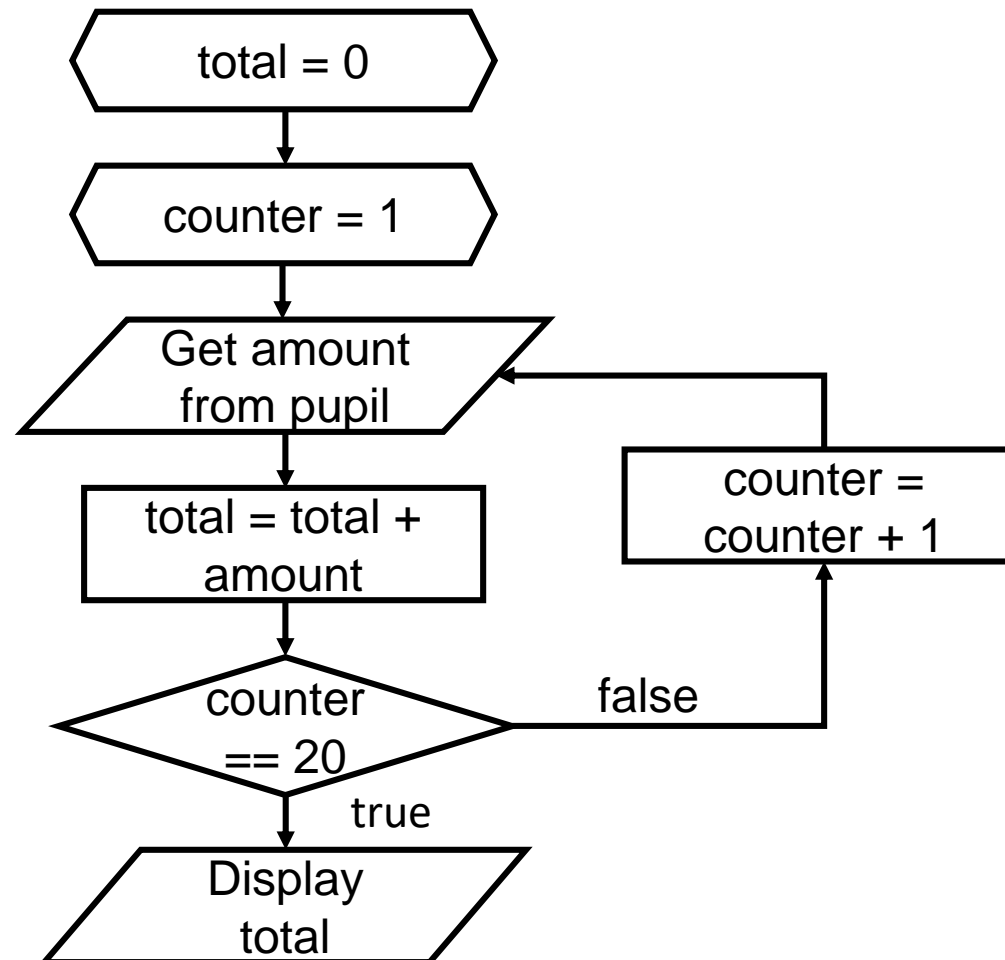 total = 0
counter = 1
Get amount
from pupil
total = total +
amount
counter =
counter + 1
counter
== 20
false
true
Display
total